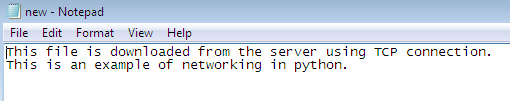 new - Notepad
File Edit Format View Help
This file is downloaded from the server using TCP connection.
This is an example of networking in python.